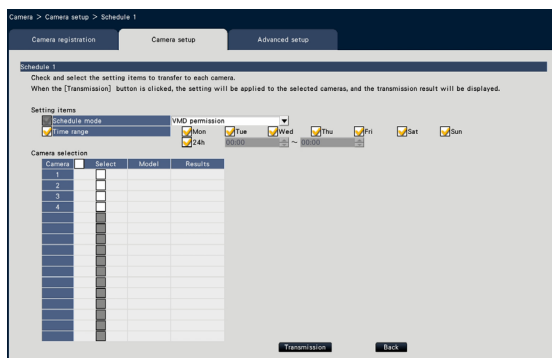 Camera > Camera setup > Schedule 1
Camera registration Camera setup Advanced setup
Schedule 1
Check and select the setting items to transfer to each camera.
When the [Transmission] button is clicked, the setting will be applied to the selected cameras, and the transmission result will be displayed.
Setting items
Schedule mode VMD permission
Time range Mon Tue Wed Thu Fri Sat Sun
24h 00:00 ~ 00:00
Camera selection
Camera Select Model Results
1
2
3
4
Transmission Back